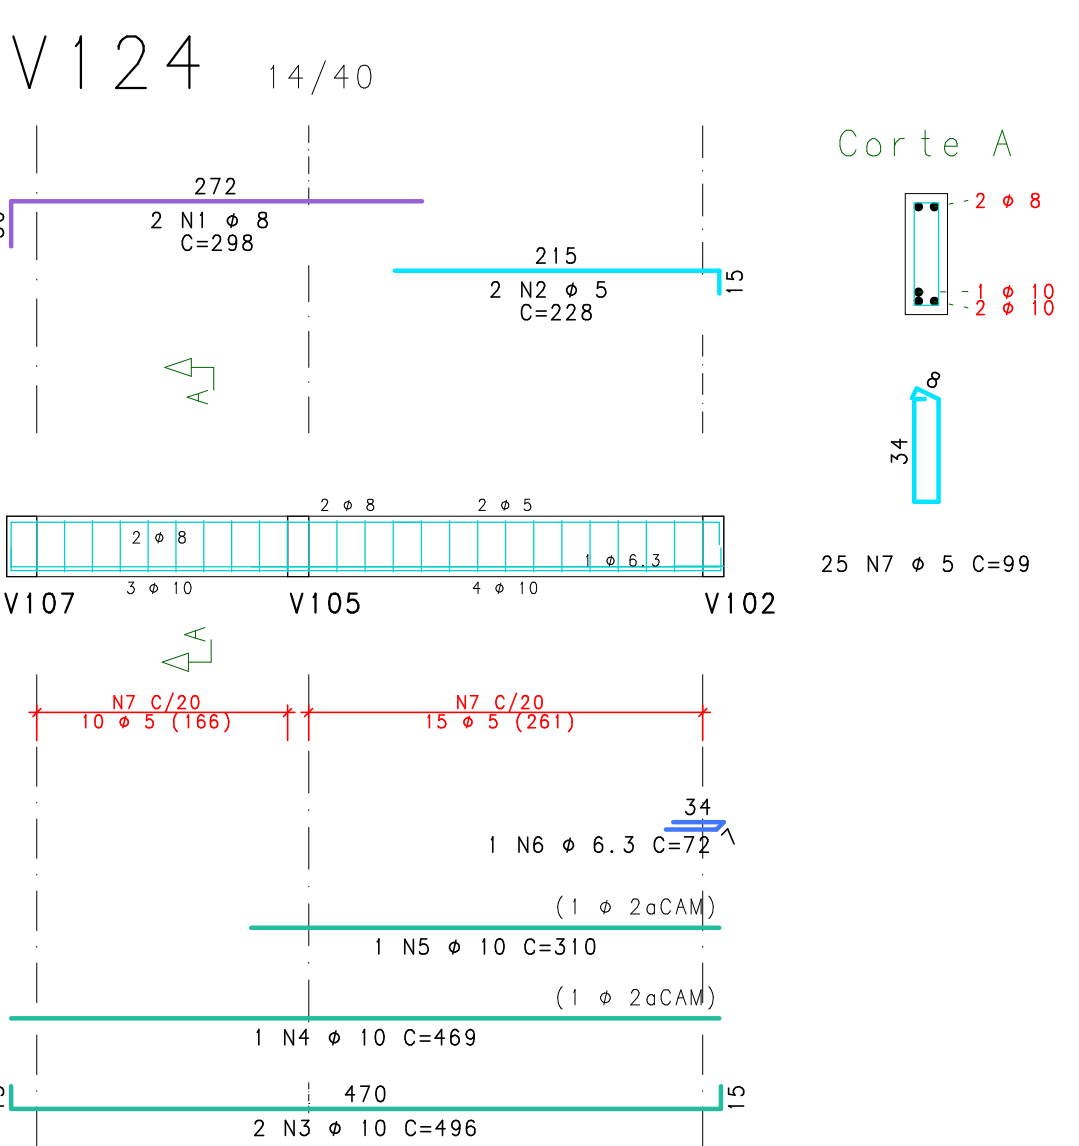 V124 14/40
Corte A
272
2 N1 ϕ 8
C=298
215
15
2 N2 ϕ 5
C=228
2 ϕ 8
1 ϕ 10
2 ϕ 10
A
8
34
2 ϕ 8
2 ϕ 5
2 ϕ 8
1 ϕ 6.3
25 N7 ϕ 5 C=99
3 ϕ 10
4 ϕ 10
V107
V105
V102
A
N7 C/20
10 ϕ 5 (166)
N7 C/20
15 ϕ 5 (261)
34
7
1 N6 ϕ 6.3 C=72
(1 ϕ 2aCAM)
1 N5 ϕ 10 C=310
(1 ϕ 2aCAM)
1 N4 ϕ 10 C=469
470
15
2 N3 ϕ 10 C=496